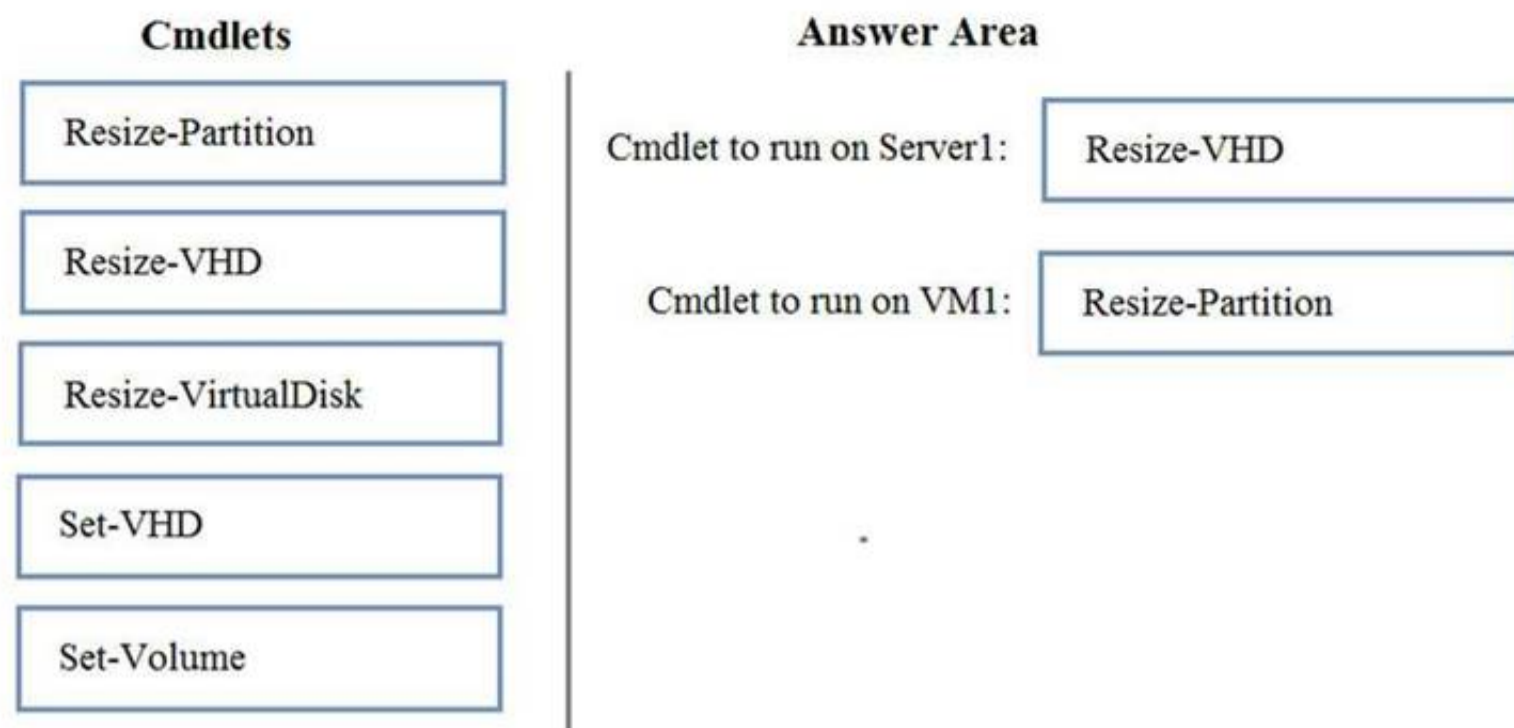 Cmdlets
Resize-Partition
Resize-VHD
Resize-VirtualDisk
Set-VHD
Set-Volume
Answer Area
Cmdlet to run on Server1:
Resize-VHD
Cmdlet to run on VM1:
Resize-Partition